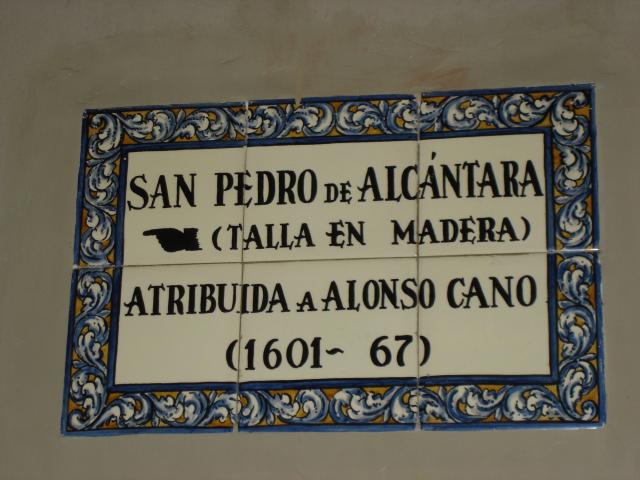 SAN PEDRO DE ALCÁNTARA
(TALLA EN MADERA)
ATRIBUIDA A ALONSO CANO
(1601~ 67)